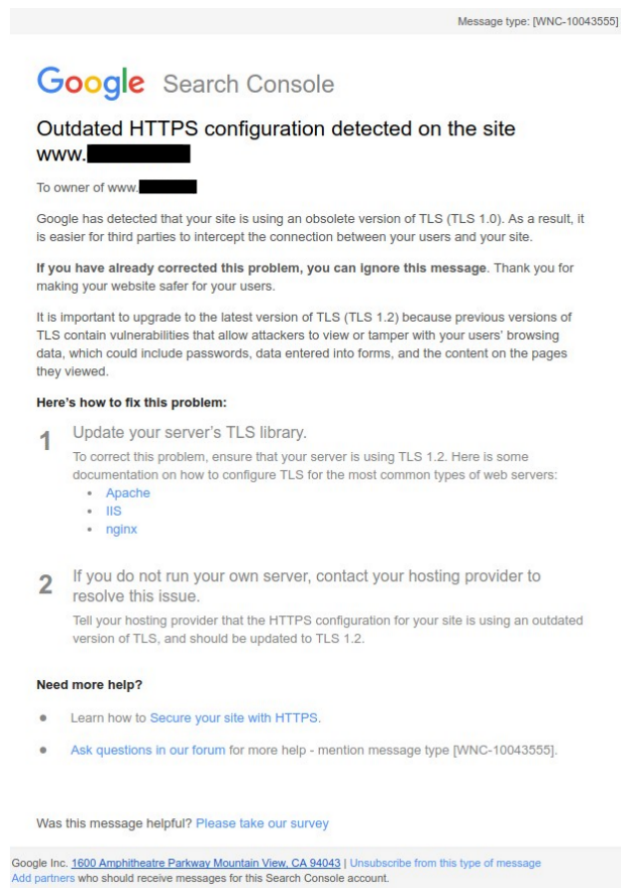 Message type: [WNC-10043555]
Google Search Console
Outdated HTTPS configuration detected on the site
www.
To owner of www.
Google has detected that your site is using an obsolete version of TLS (TLS 1.0). As a result, it
is easier for third parties to intercept the connection between your users and your site.
If you have already corrected this problem, you can ignore this message. Thank you for
making your website safer for your users.
It is important to upgrade to the latest version of TLS (TLS 1.2) because previous versions of
TLS contain vulnerabilities that allow attackers to view or tamper with your users' browsing
data, which could include passwords, data entered into forms, and the content on the pages
they viewed.
Here's how to fix this problem:
1 Update your server's TLS library.
To correct this problem, ensure that your server is using TLS 1.2. Here is some
documentation on how to configure TLS for the most common types of web servers:
• Apache
• IIS
• nginx
2 If you do not run your own server, contact your hosting provider to
resolve this issue.
Tell your hosting provider that the HTTPS configuration for your site is using an outdated
version of TLS, and should be updated to TLS 1.2.
Need more help?
• Learn how to Secure your site with HTTPS.
• Ask questions in our forum for more help - mention message type [WNC-10043555].
Was this message helpful? Please take our survey
Google Inc. 1600 Amphitheatre Parkway Mountain View, CA 94043 | Unsubscribe from this type of message
Add partners who should receive messages for this Search Console account.